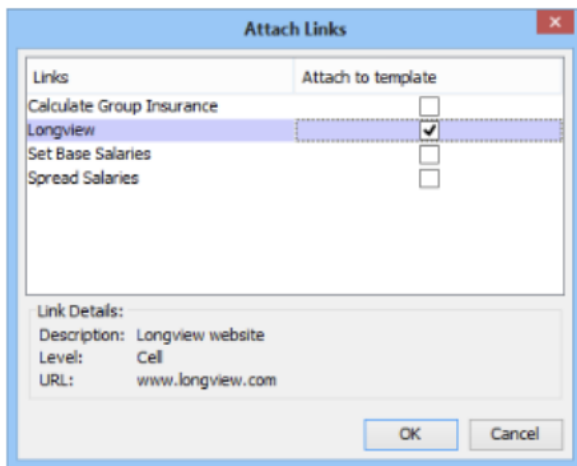 Attach Links
Links Attach to template
Calculate Group Insurance
Longview
Set Base Salaries
Spread Salaries
Link Details:
Description: Longview website
Level: Cell
URL: www.longview.com
OK Cancel